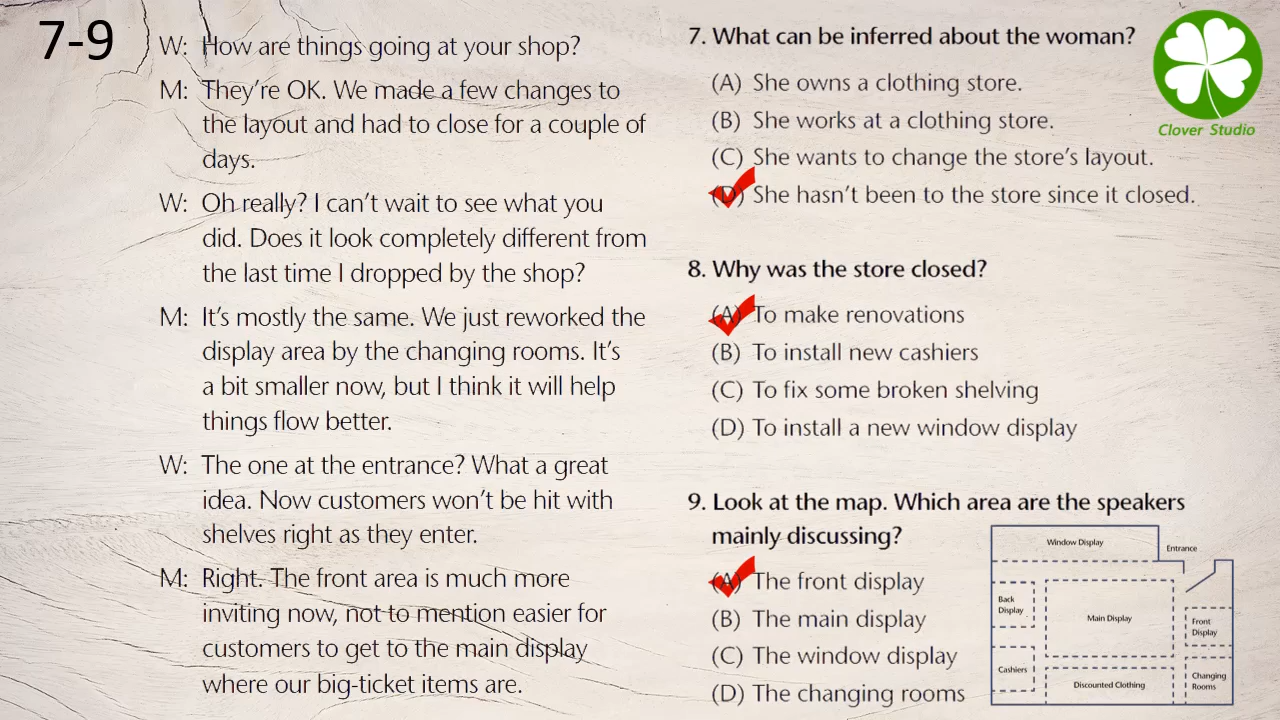 7-9
W: How are things going at your shop?
M: They're OK. We made a few changes to
the layout and had to close for a couple of
days.
W: Oh really? I can't wait to see what you
did. Does it look completely different from
the last time I dropped by the shop?
M: It's mostly the same. We just reworked the
display area by the changing rooms. It's
a bit smaller now, but I think it will help
things flow better.
W: The one at the entrance? What a great
idea. Now customers won't be hit with
shelves right as they enter.
M: Right. The front area is much more
inviting now, not to mention easier for
customers to get to the main display
where our big-ticket items are.
7. What can be inferred about the woman?
(A) She owns a clothing store.
(B) She works at a clothing store.
(C) She wants to change the store's layout.
(D) She hasn't been to the store since it closed.
8. Why was the store closed?
(A) To make renovations
(B) To install new cashiers
(C) To fix some broken shelving
(D) To install a new window display
9. Look at the map. Which area are the speakers
mainly discussing?
(A) The front display
(B) The main display
(C) The window display
(D) The changing rooms
Window Display
Entrance
Back
Display
Main Display
Front
Display
Cashiers
Discounted Clothing
Changing
Rooms
Clover Studio